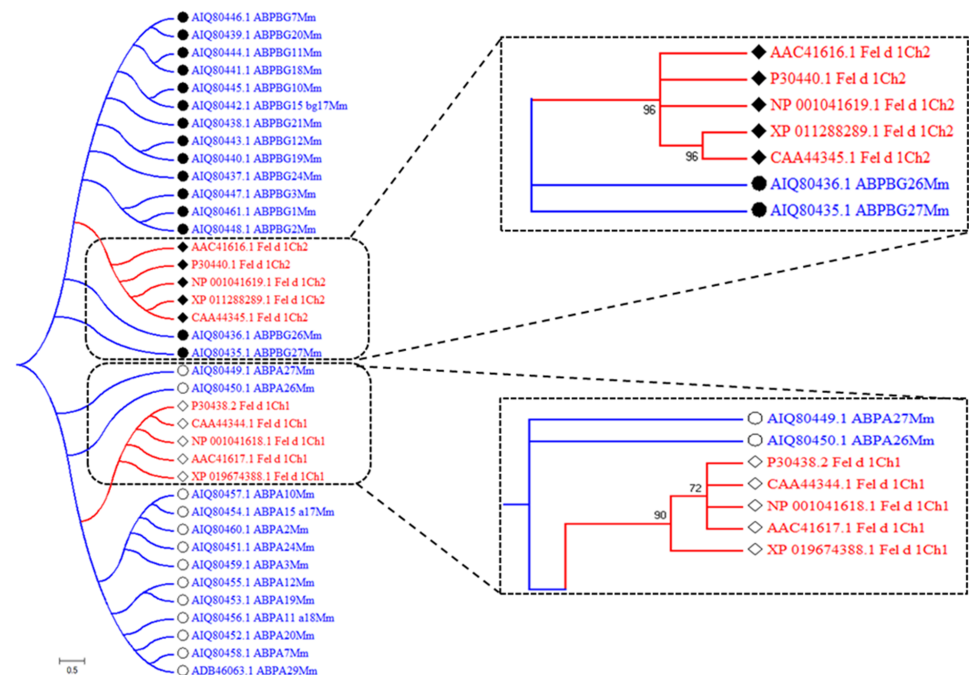 AIQ80446.1 ABPBG7Mm
AIQ80439.1 ABPBG20Mm
AIQ80444.1 ABPBG11Mm
AIQ80441.1 ABPBG18Mm
AIQ80445.1 ABPBG10Mm
AIQ80442.1 ABPBG15 bg17Mm
AIQ80438.1 ABPBG21Mm
AIQ80443.1 ABPBG12Mm
AIQ80440.1 ABPBG19Mm
AIQ80437.1 ABPBG24Mm
AIQ80447.1 ABPBG3Mm
AIQ80461.1 ABPBG1Mm
AIQ80448.1 ABPBG2Mm
AAC41616.1 Fel d 1Ch2
P30440.1 Fel d 1Ch2
NP 001041619.1 Fel d 1Ch2
XP 011288289.1 Fel d 1Ch2
CAA44345.1 Fel d 1Ch2
AIQ80436.1 ABPBG26Mm
AIQ80435.1 ABPBG27Mm
AIQ80449.1 ABPA27Mm
AIQ80450.1 ABPA26Mm
P30438.2 Fel d 1Ch1
CAA44344.1 Fel d 1Ch1
NP 001041618.1 Fel d 1Ch1
AAC41617.1 Fel d 1Ch1
XP 019674388.1 Fel d 1Ch1
AIQ80457.1 ABPA10Mm
AIQ80454.1 ABPA15 a17Mm
AIQ80460.1 ABPA2Mm
AIQ80451.1 ABPA24Mm
AIQ80459.1 ABPA3Mm
AIQ80455.1 ABPA12Mm
AIQ80453.1 ABPA19Mm
AIQ80456.1 ABPA11 a18Mm
AIQ80452.1 ABPA20Mm
AIQ80458.1 ABPA7Mm
ADB46063.1 ABPA29Mm
0.5
AAC41616.1 Fel d 1Ch2
P30440.1 Fel d 1Ch2
96
NP 001041619.1 Fel d 1Ch2
XP 011288289.1 Fel d 1Ch2
96
CAA44345.1 Fel d 1Ch2
AIQ80436.1 ABPBG26Mm
AIQ80435.1 ABPBG27Mm
AIQ80449.1 ABPA27Mm
AIQ80450.1 ABPA26Mm
P30438.2 Fel d 1Ch1
72
CAA44344.1 Fel d 1Ch1
NP 001041618.1 Fel d 1Ch1
90
AAC41617.1 Fel d 1Ch1
XP 019674388.1 Fel d 1Ch1